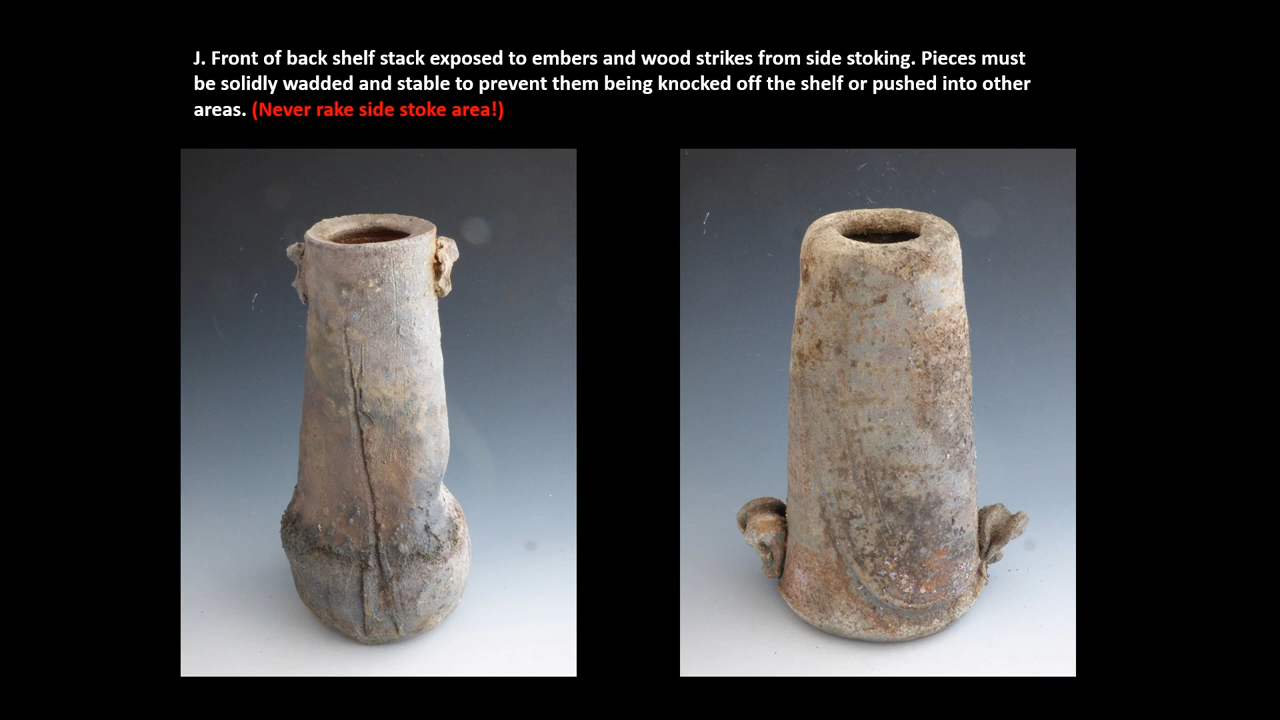 J. Front of back shelf stack exposed to embers and wood strikes from side stoking. Pieces must
be solidly wadded and stable to prevent them being knocked off the shelf or pushed into other
areas. (Never rake side stoke area!)